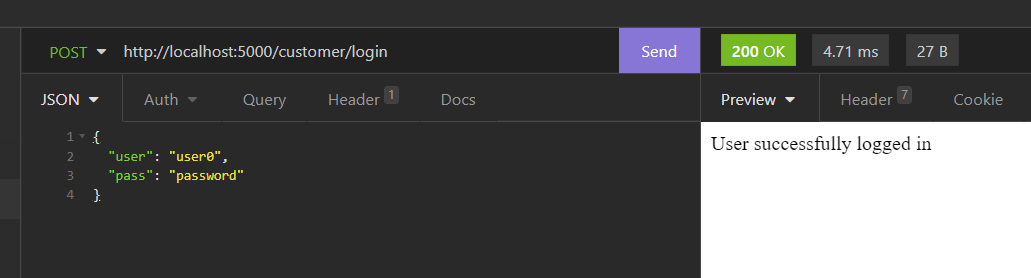 POST http://localhost:5000/customer/login Send 200 OK 4.71 ms 27 B
JSON Auth Query Header 1 Docs Preview Header 7 Cookie
1 {
2 "user": "user0",
3 "pass": "password"
4 }
User successfully logged in